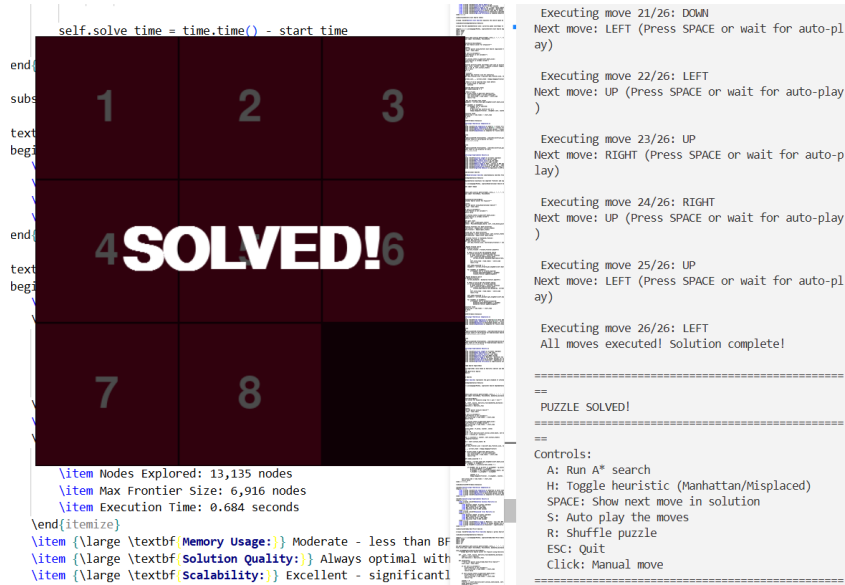 self.solve_time = time.time() - start_time
end{
subs
text
begi
end{
text
begi
1 2 3
4 SOLVED! 6
7 8
\item Nodes Explored: 13,135 nodes
\item Max Frontier Size: 6,916 nodes
\item Execution Time: 0.684 seconds
\end{itemize}
\item {\large \textbf{Memory Usage:}} Moderate - less than BF
\item {\large \textbf{Solution Quality:}} Always optimal with
\item {\large \textbf{Scalability:}} Excellent - significantl
Executing move 21/26: DOWN
Next move: LEFT (Press SPACE or wait for auto-pl
ay)
Executing move 22/26: LEFT
Next move: UP (Press SPACE or wait for auto-play
)
Executing move 23/26: UP
Next move: RIGHT (Press SPACE or wait for auto-p
lay)
Executing move 24/26: RIGHT
Next move: UP (Press SPACE or wait for auto-play
)
Executing move 25/26: UP
Next move: LEFT (Press SPACE or wait for auto-pl
ay)
Executing move 26/26: LEFT
All moves executed! Solution complete!
================================================
==
PUZZLE SOLVED!
================================================
==
Controls:
A: Run A* search
H: Toggle heuristic (Manhattan/Misplaced)
SPACE: Show next move in solution
S: Auto play the moves
R: Shuffle puzzle
ESC: Quit
Click: Manual move
================================================